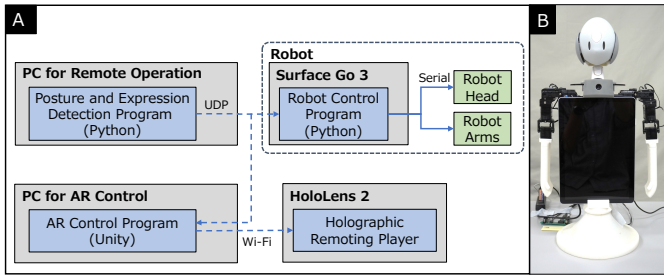 A
PC for Remote Operation
Posture and Expression
Detection Program
(Python)
UDP
Robot
Surface Go 3
Robot Control
Program
(Python)
Serial
Robot
Head
Robot
Arms
PC for AR Control
AR Control Program
(Unity)
Wi-Fi
HoloLens 2
Holographic
Remoting Player
B